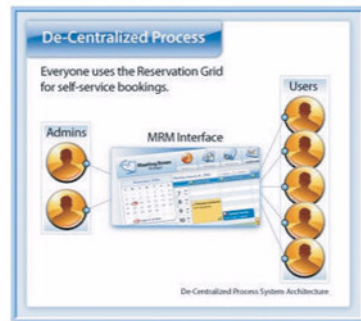 De-Centralized Process
Everyone uses the Reservation Grid
for self-service bookings.
Users
Admins
MRM Interface
De-Centralized Process System Architecture